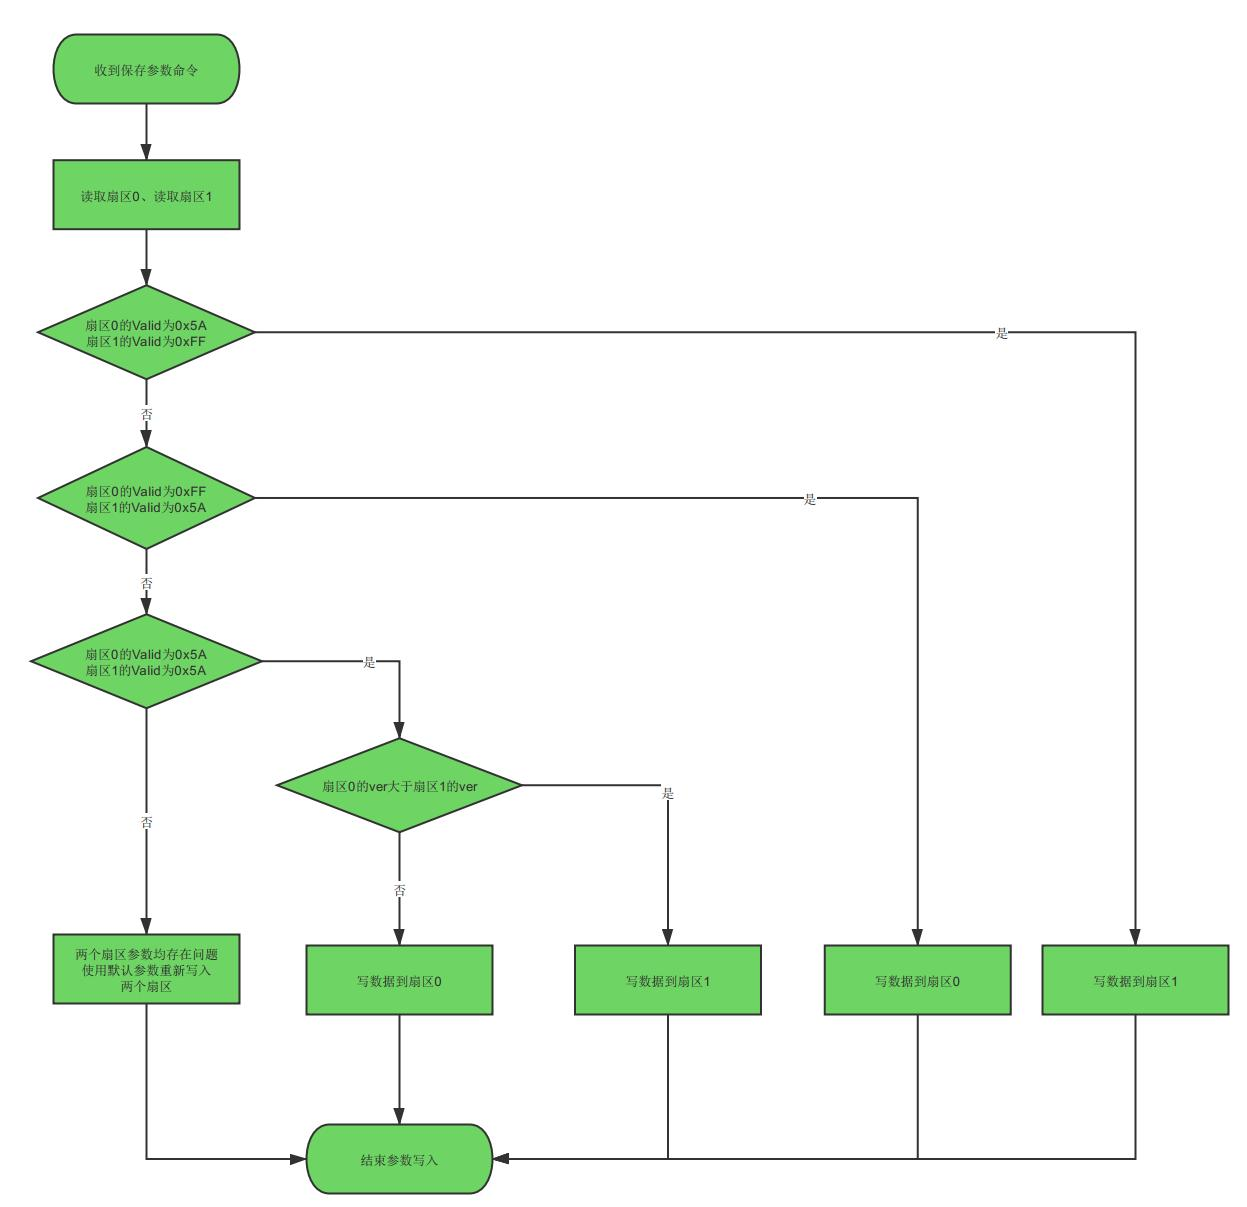 收到保存参数命令
读取扇区0、读取扇区1
扇区0的Valid为0x5A
扇区1的Valid为0xFF
是
否
扇区0的Valid为0xFF
扇区1的Valid为0x5A
是
否
扇区0的Valid为0x5A
扇区1的Valid为0x5A
是
扇区0的ver大于扇区1的ver
是
否
否
两个扇区参数均存在问题
使用默认参数重新写入
两个扇区
写数据到扇区0
写数据到扇区1
写数据到扇区0
写数据到扇区1
结束参数写入